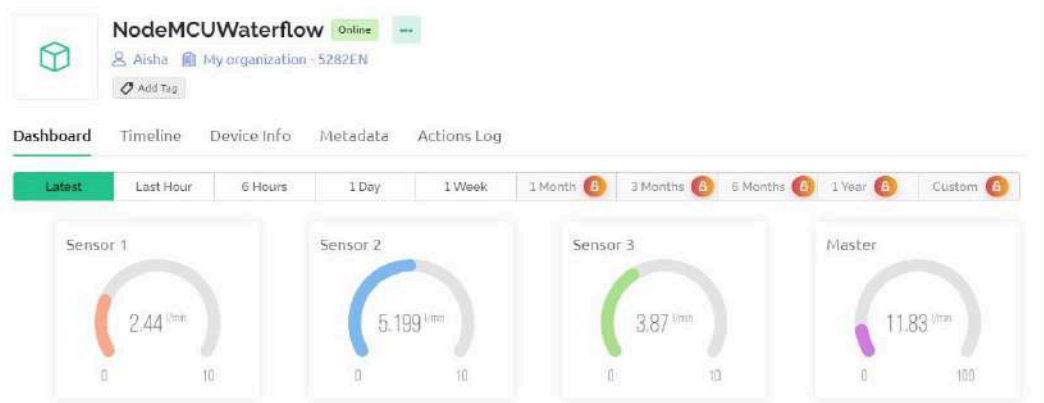 NodeMCUWaterflow Online
Aisha My organization - 5282EN
Add Tag
Dashboard Timeline Device Info Metadata Actions Log
Latest Last Hour 6 Hours 1 Day 1 Week 1 Month 3 Months 6 Months 1 Year Custom
Sensor 1 Sensor 2 Sensor 3 Master
2.44 l/min 5.199 l/min 3.87 l/min 11.83 l/min
0 10 0 10 0 10 0 100